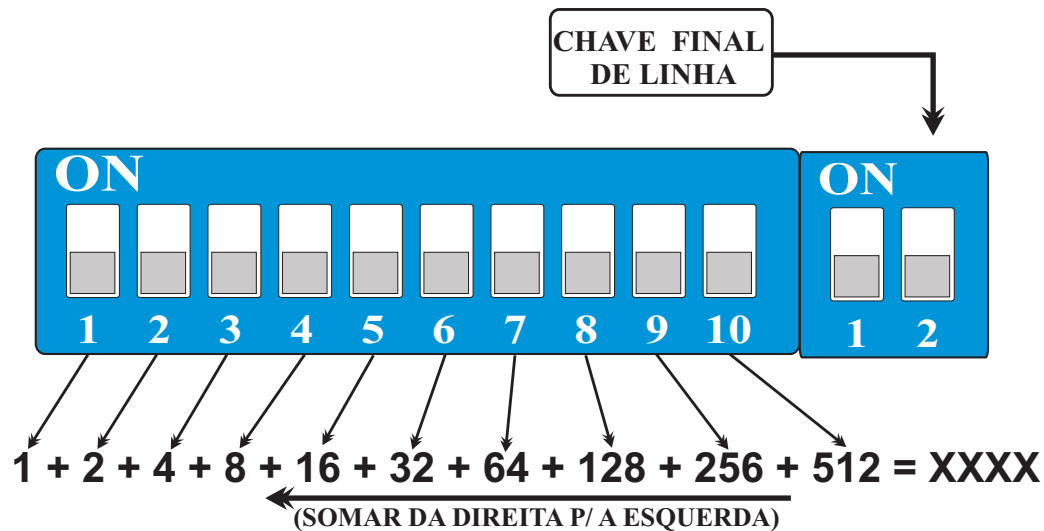 CHAVE FINAL
DE LINHA
ON
ON
1 2 3 4 5 6 7 8 9 10
1 2
1 + 2 + 4 + 8 + 16 + 32 + 64 + 128 + 256 + 512 = XXXX
(SOMAR DA DIREITA P/ A ESQUERDA)